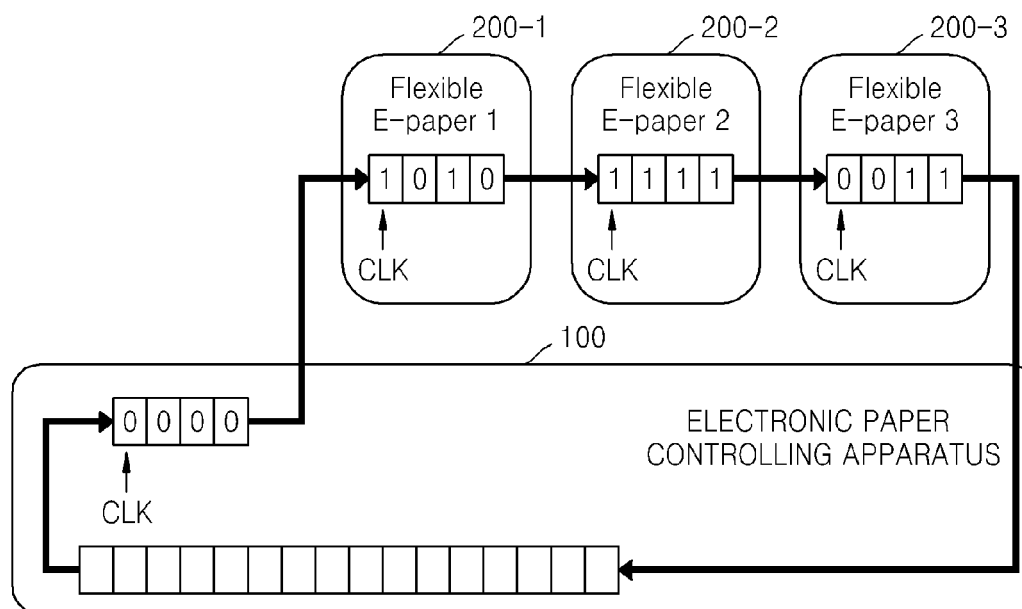 200-1
200-2
200-3
Flexible
E-paper 1
Flexible
E-paper 2
Flexible
E-paper 3
1 0 1 0
1 1 1 1
0 0 1 1
CLK
CLK
CLK
100
0 0 0 0
ELECTRONIC PAPER
CONTROLLING APPARATUS
CLK